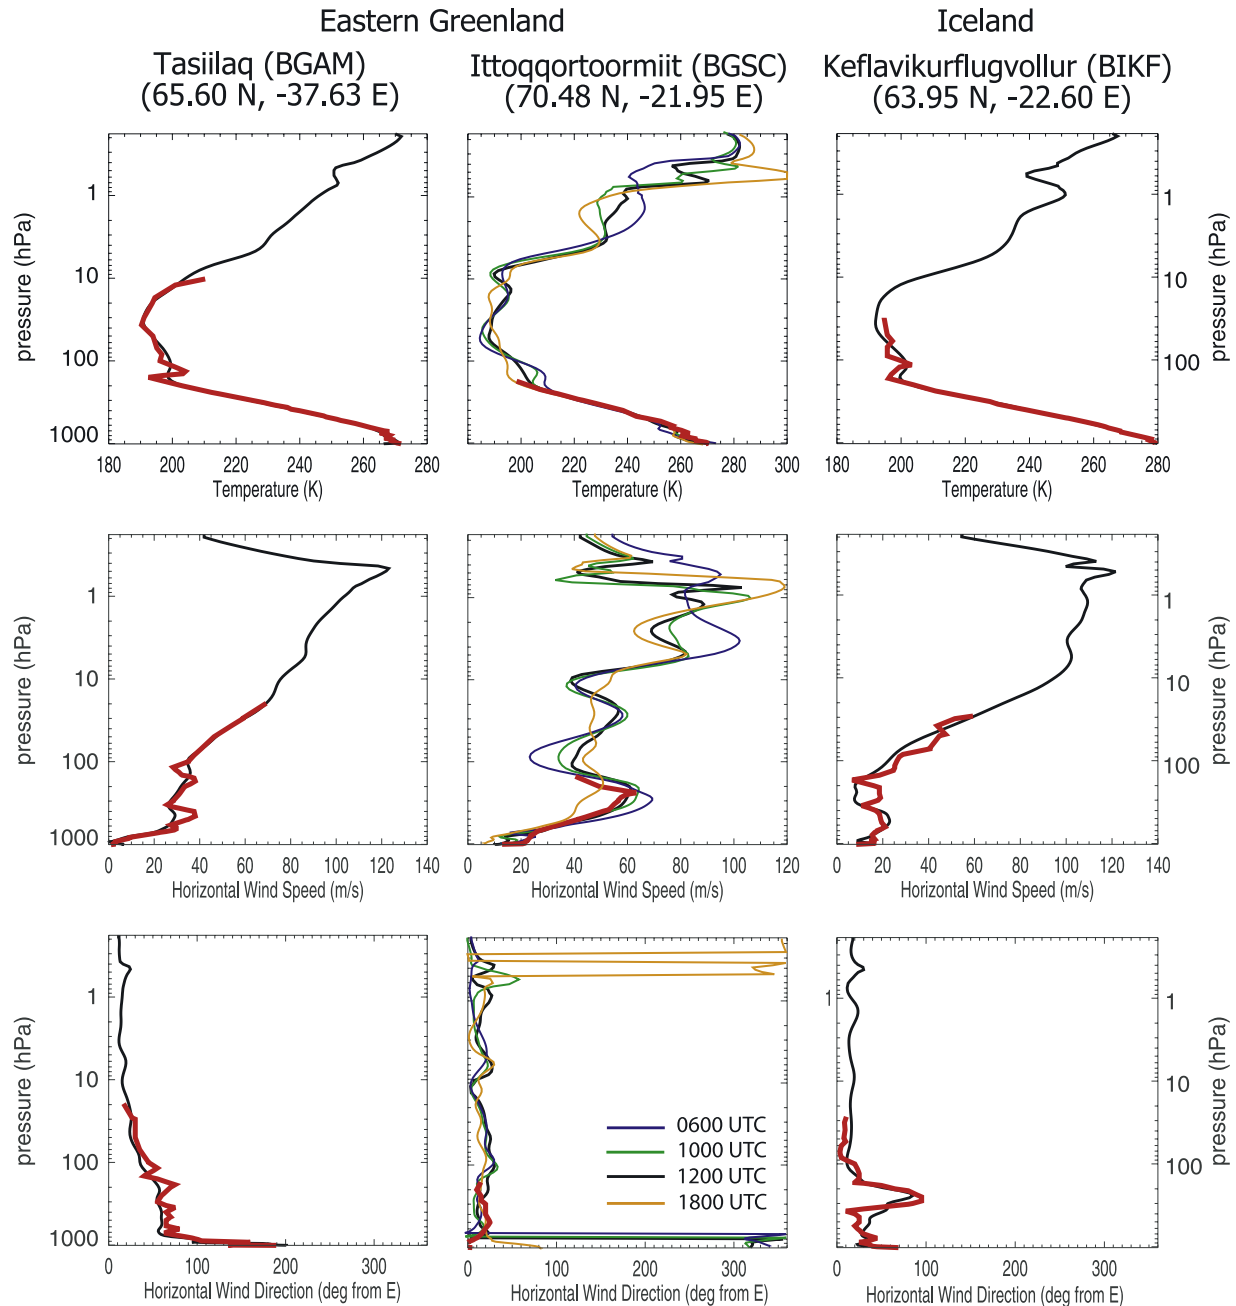 Eastern Greenland Iceland
Tasiilaq (BGAM) Ittoqqortoormiit (BGSC) Keflavikurflugvollur (BIKF)
(65.60 N, -37.63 E) (70.48 N, -21.95 E) (63.95 N, -22.60 E)
pressure (hPa)
1
10
100
1000
180 200 220 240 260 280
Temperature (K)
200 220 240 260 280 300
Temperature (K)
1
10
100
pressure (hPa)
200 220 240 260 280
Temperature (K)
pressure (hPa)
1
10
100
1000
0 20 40 60 80 100 120 140
Horizontal Wind Speed (m/s)
0 20 40 60 80 100 120
Horizontal Wind Speed (m/s)
1
10
100
pressure (hPa)
0 20 40 60 80 100 120 140
Horizontal Wind Speed (m/s)
pressure (hPa)
1
10
100
1000
0 100 200 300
Horizontal Wind Direction (deg from E)
0600 UTC
1000 UTC
1200 UTC
1800 UTC
0 100 200 300
Horizontal Wind Direction (deg from E)
1
1
10
100
pressure (hPa)
0 100 200 300
Horizontal Wind Direction (deg from E)